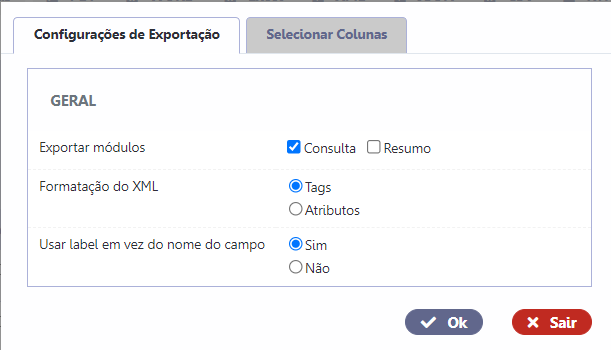 Configurações de Exportação Selecionar Colunas
GERAL
Exportar módulos Consulta Resumo
Formatação do XML Tags
Atributos
Usar label em vez do nome do campo Sim
Não
Ok Sair